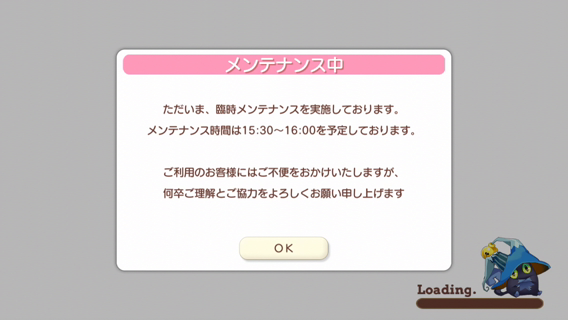 メンテナンス中
ただいま、臨時メンテナンスを実施しております。
メンテナンス時間は15:30～16:00を予定しております。
ご利用のお客様にはご不便をおかけいたしますが、
何卒ご理解とご協力をよろしくお願い申し上げます
OK
Loading.